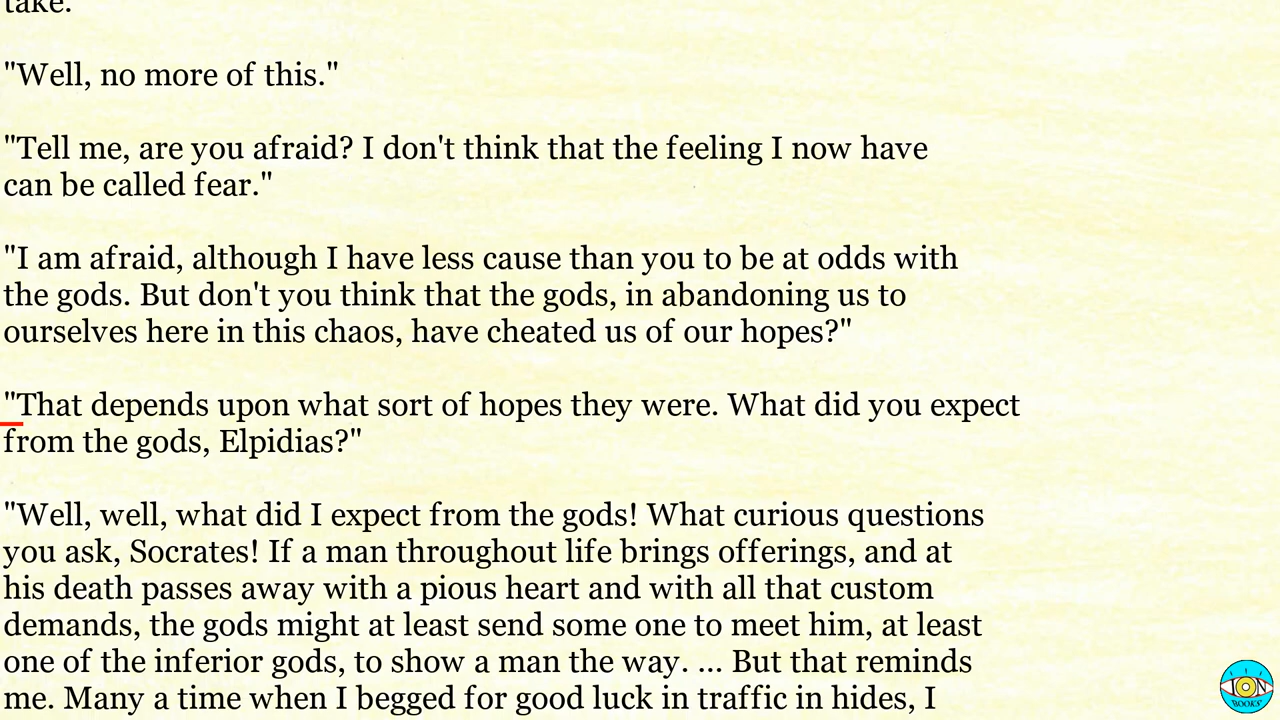 take.
"Well, no more of this."
"Tell me, are you afraid? I don't think that the feeling I now have
can be called fear."
"I am afraid, although I have less cause than you to be at odds with
the gods. But don't you think that the gods, in abandoning us to
ourselves here in this chaos, have cheated us of our hopes?"
"That depends upon what sort of hopes they were. What did you expect
from the gods, Elpidias?"
"Well, well, what did I expect from the gods! What curious questions
you ask, Socrates! If a man throughout life brings offerings, and at
his death passes away with a pious heart and with all that custom
demands, the gods might at least send some one to meet him, at least
one of the inferior gods, to show a man the way. ... But that reminds
me. Many a time when I begged for good luck in traffic in hides, I
ION
BOOKS